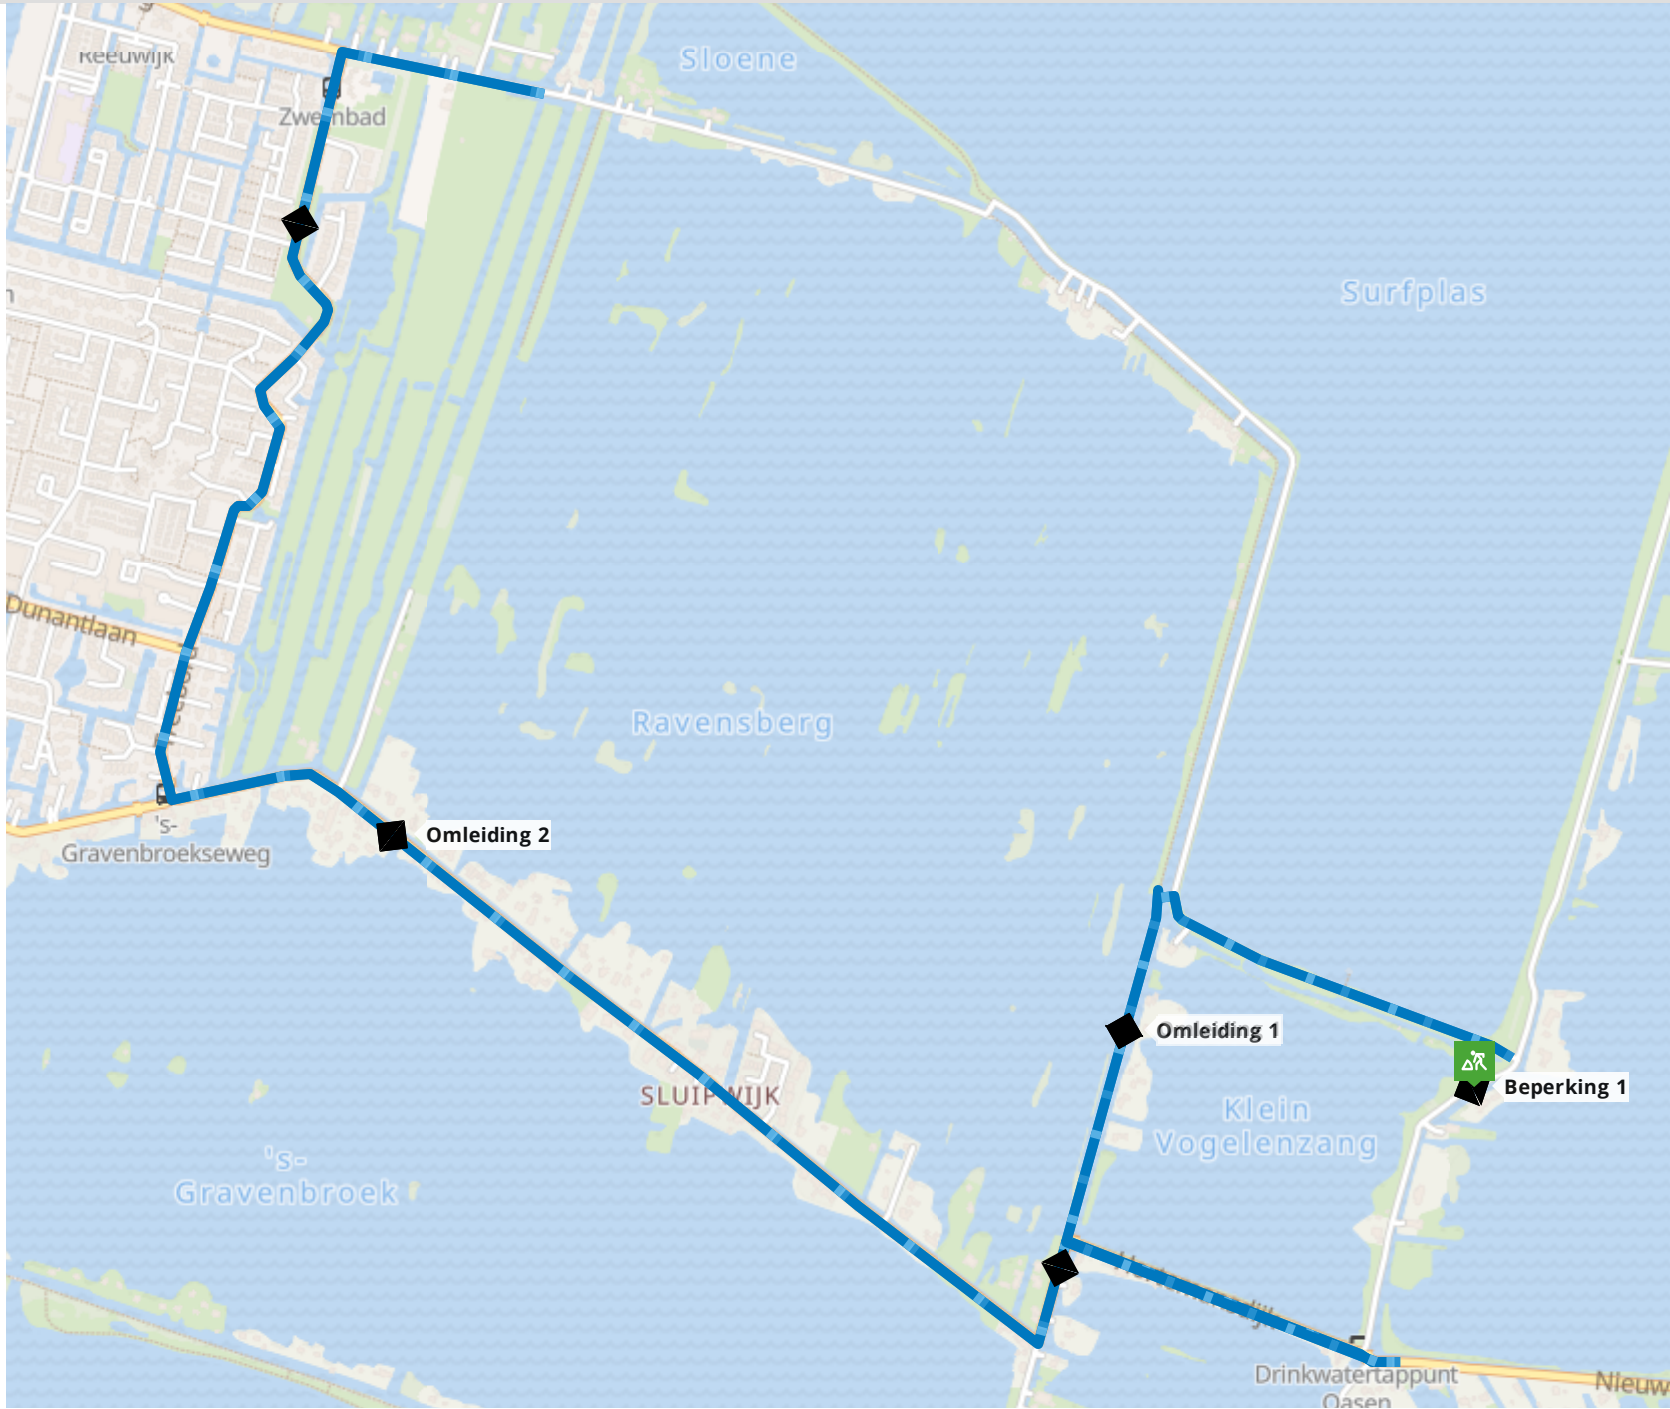 Reeuwijk
Sloene
Zwembad
Surfplas
Dunantlaan
Ravensberg
Omleiding 2
's-
Gravenbroekseweg
Omleiding 1
SLUIPWIJK
Beperking 1
Klein
Vogelenzang
's-
Gravenbroek
Drinkwatertappunt
Oasen
Nieuw